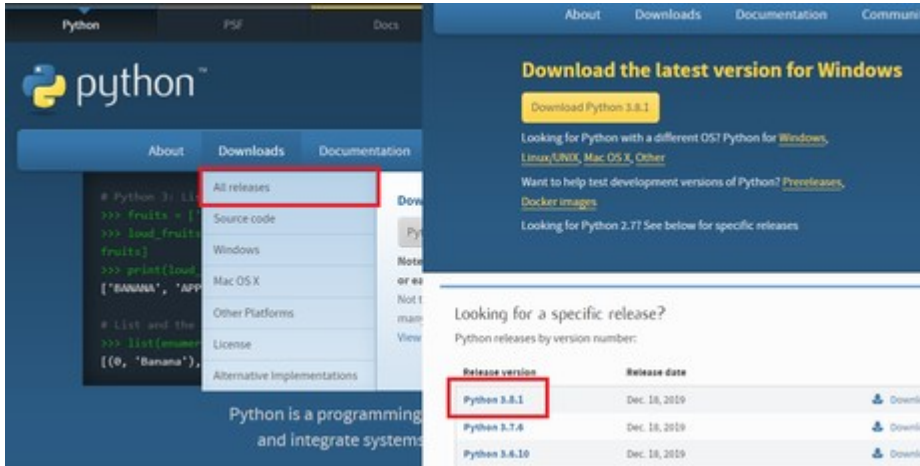 Python
PSF
Docs
python™
About
Downloads
Documentation
All releases
Source code
Windows
Mac OS X
Other Platforms
License
Alternative Implementations
# Python 3: Li
>>> fruits = ['
>>> loud_fruits
fruits]
>>> print(loud_
['BANANA', 'APP
# List and the
>>> list(enumer
[(0, 'Banana'),
Dow
Py
Note
or ea
Not t
many
View
Python is a programming
and integrate systems
About
Downloads
Documentation
Communi
Download the latest version for Windows
Download Python 3.8.1
Looking for Python with a different OS? Python for Windows,
Linux/UNIX, Mac OS X, Other
Want to help test development versions of Python? Prereleases,
Docker images
Looking for Python 2.7? See below for specific releases
Looking for a specific release?
Python releases by version number:
Release version
Release date
Python 3.8.1
Dec. 18, 2019
Downl
Python 3.7.6
Dec. 18, 2019
Downl
Python 3.6.10
Dec. 18, 2019
Downl